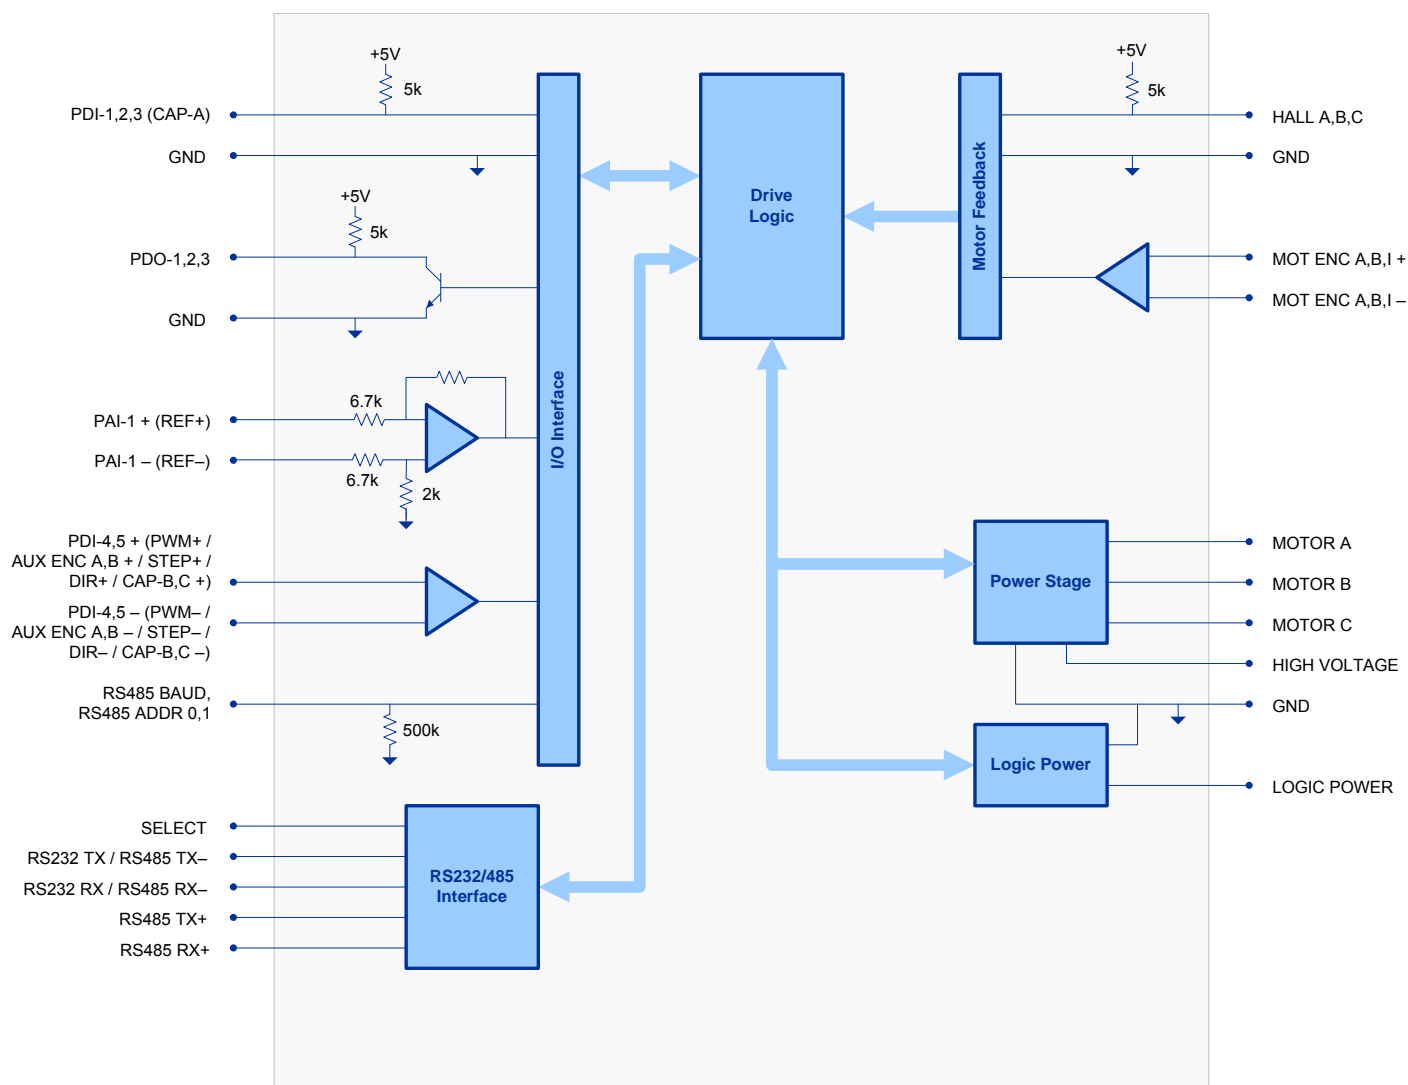 +5V
5k
PDI-1,2,3 (CAP-A)
GND
+5V
5k
PDO-1,2,3
GND
6.7k
PAI-1 + (REF+)
PAI-1 – (REF–)
6.7k
2k
PDI-4,5 + (PWM+ /
AUX ENC A,B + / STEP+ /
DIR+ / CAP-B,C +)
PDI-4,5 – (PWM– /
AUX ENC A,B – / STEP– /
DIR– / CAP-B,C –)
RS485 BAUD,
RS485 ADDR 0,1
500k
SELECT
RS232 TX / RS485 TX–
RS232 RX / RS485 RX–
RS485 TX+
RS485 RX+
RS232/485
Interface
I/O Interface
Drive
Logic
Motor Feedback
+5V
5k
HALL A,B,C
GND
MOT ENC A,B,I +
MOT ENC A,B,I –
Power Stage
MOTOR A
MOTOR B
MOTOR C
HIGH VOLTAGE
GND
Logic Power
LOGIC POWER